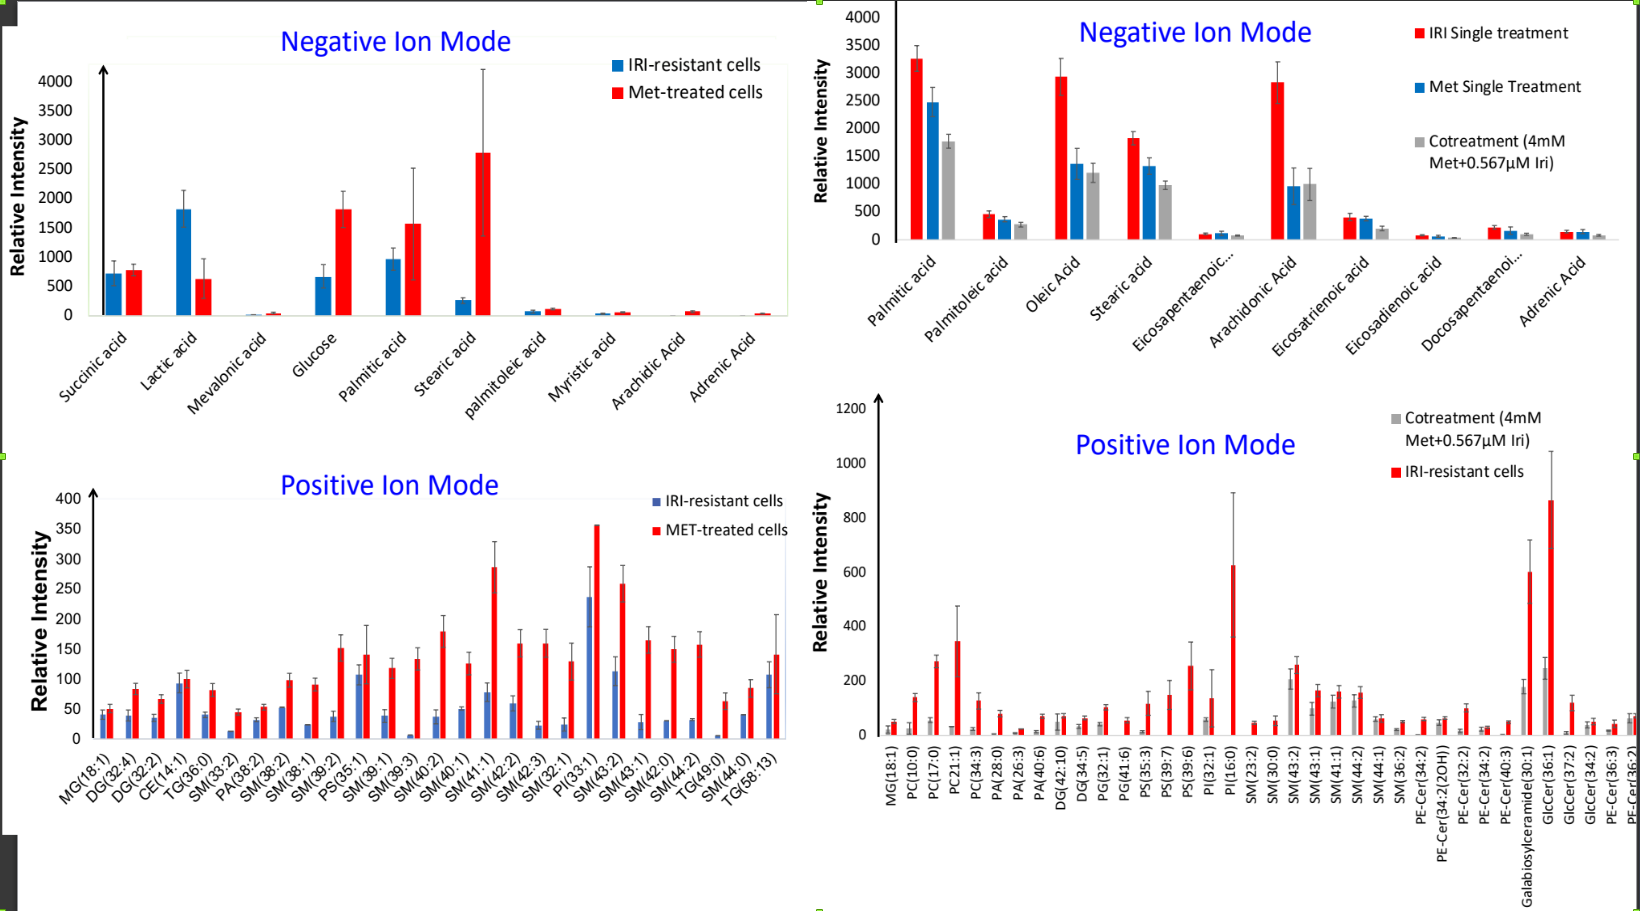 Negative Ion Mode
IRI-resistant cells
Met-treated cells
Relative Intensity
4000
3500
3000
2500
2000
1500
1000
500
0
Succinic acid
Lactic acid
Mevalonic acid
Glucose
Palmitic acid
Stearic acid
palmitoleic acid
Myristic acid
Arachidic Acid
Adrenic Acid
Negative Ion Mode
IRI Single treatment
Met Single Treatment
Cotreatment (4mM
Met+0.567µM Iri)
Relative Intensity
4000
3500
3000
2500
2000
1500
1000
500
0
Palmitic acid
Palmitoleic acid
Oleic Acid
Stearic acid
Eicosapentaenoic...
Arachidonic Acid
Eicosatrienoic acid
Eicosadienoic acid
Docosapentaenoi...
Adrenic Acid
Positive Ion Mode
IRI-resistant cells
MET-treated cells
Relative Intensity
400
350
300
250
200
150
100
50
0
MG(18:1)
DG(32:4)
DG(32:2)
CE(14:1)
TG(36:0)
SM(33:2)
PA(38:2)
SM(38:2)
SM(38:1)
SM(39:2)
PS(35:1)
SM(39:1)
SM(39:3)
SM(40:2)
SM(40:1)
SM(41:1)
SM(42:2)
SM(42:3)
SM(32:1)
PI(33:1)
SM(43:2)
SM(43:1)
SM(42:0)
SM(44:2)
TG(49:0)
SM(44:0)
TG(58:13)
Positive Ion Mode
Cotreatment (4mM
Met+0.567µM Iri)
IRI-resistant cells
Relative Intensity
1200
1000
800
600
400
200
0
MG(18:1)
PC(10:0)
PC(17:0)
PC21:1)
PC(34:3)
PA(28:0)
PA(26:3)
PA(40:6)
DG(42:10)
DG(34:5)
PG(32:1)
PG(41:6)
PS(35:3)
PS(39:7)
PS(39:6)
PI(32:1)
PI(16:0)
SM(23:2)
SM(30:0)
SM(43:2)
SM(43:1)
SM(41:1)
SM(44:2)
SM(44:1)
SM(36:2)
PE-Cer(34:2)
PE-Cer(34:2(2OH))
PE-Cer(32:2)
PE-Cer(34:2)
PE-Cer(40:3)
Galabiosylceramide(30:1)
GlcCer(36:1)
GlcCer(37:2)
GlcCer(34:2)
PE-Cer(36:3)
PE-Cer(36:2)